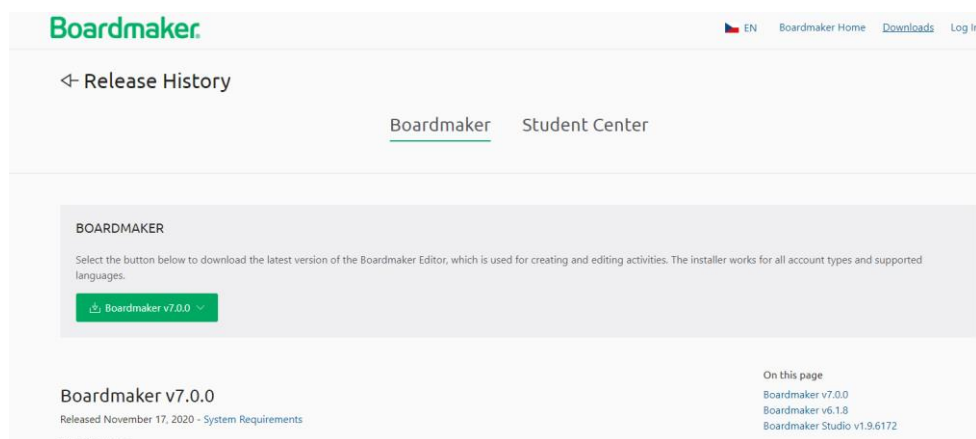 Boardmaker
EN Boardmaker Home Downloads Log In
Release History
Boardmaker Student Center
BOARDMAKER
Select the button below to download the latest version of the Boardmaker Editor, which is used for creating and editing activities. The installer works for all account types and supported
languages.
Boardmaker v7.0.0
Boardmaker v7.0.0
Released November 17, 2020 - System Requirements
On this page
Boardmaker v7.0.0
Boardmaker v6.1.8
Boardmaker Studio v1.9.6172